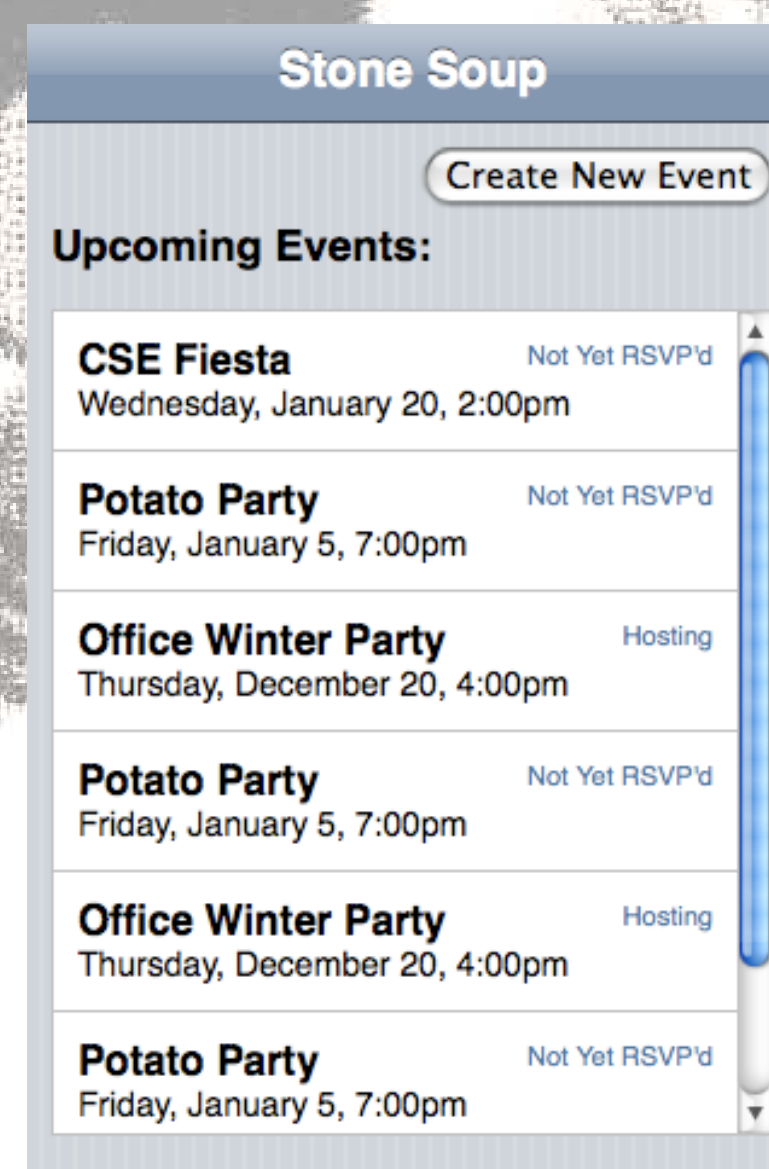 Stone Soup
Create New Event
Upcoming Events:
CSE Fiesta Not Yet RSVP'd
Wednesday, January 20, 2:00pm
Potato Party Not Yet RSVP'd
Friday, January 5, 7:00pm
Office Winter Party Hosting
Thursday, December 20, 4:00pm
Potato Party Not Yet RSVP'd
Friday, January 5, 7:00pm
Office Winter Party Hosting
Thursday, December 20, 4:00pm
Potato Party Not Yet RSVP'd
Friday, January 5, 7:00pm